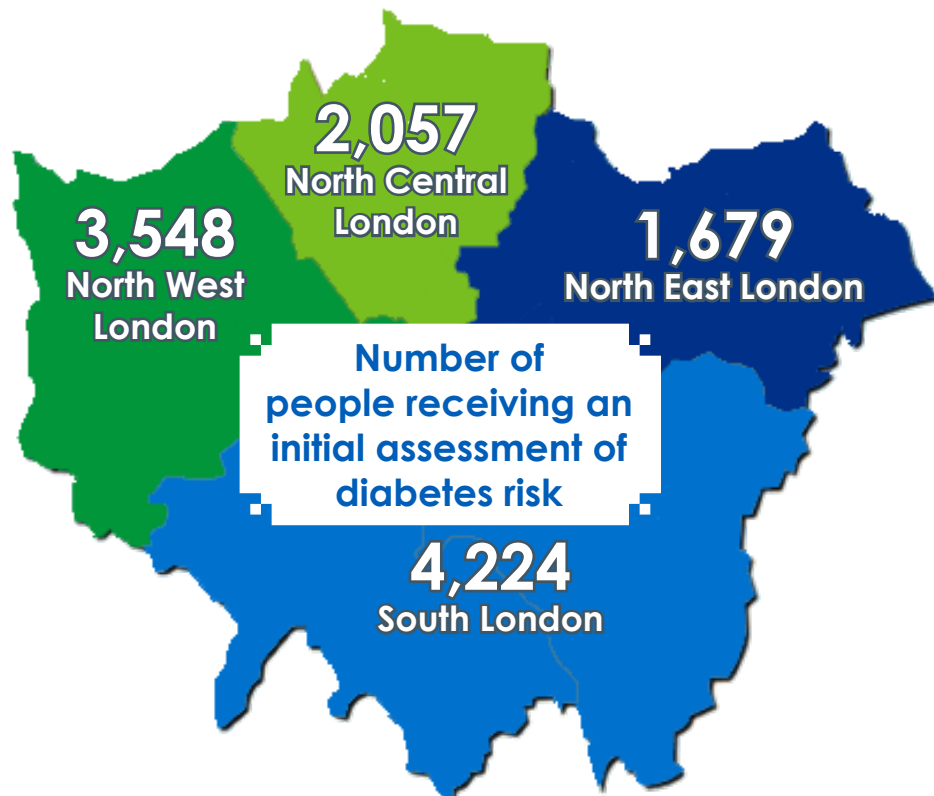 2,057
North Central
London
3,548
North West
London
1,679
North East London
Number of
people receiving an
initial assessment of
diabetes risk
4,224
South London